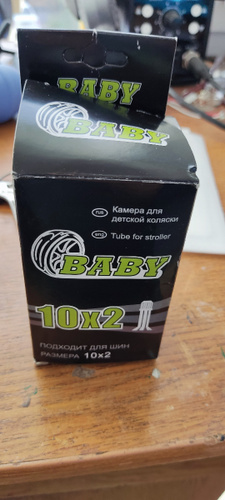 BABY
BABY
RUS Камера для
детской коляски
ENG Tube for stroller
BABY
10x2
ПОДХОДИТ ДЛЯ ШИН
РАЗМЕРА 10x2